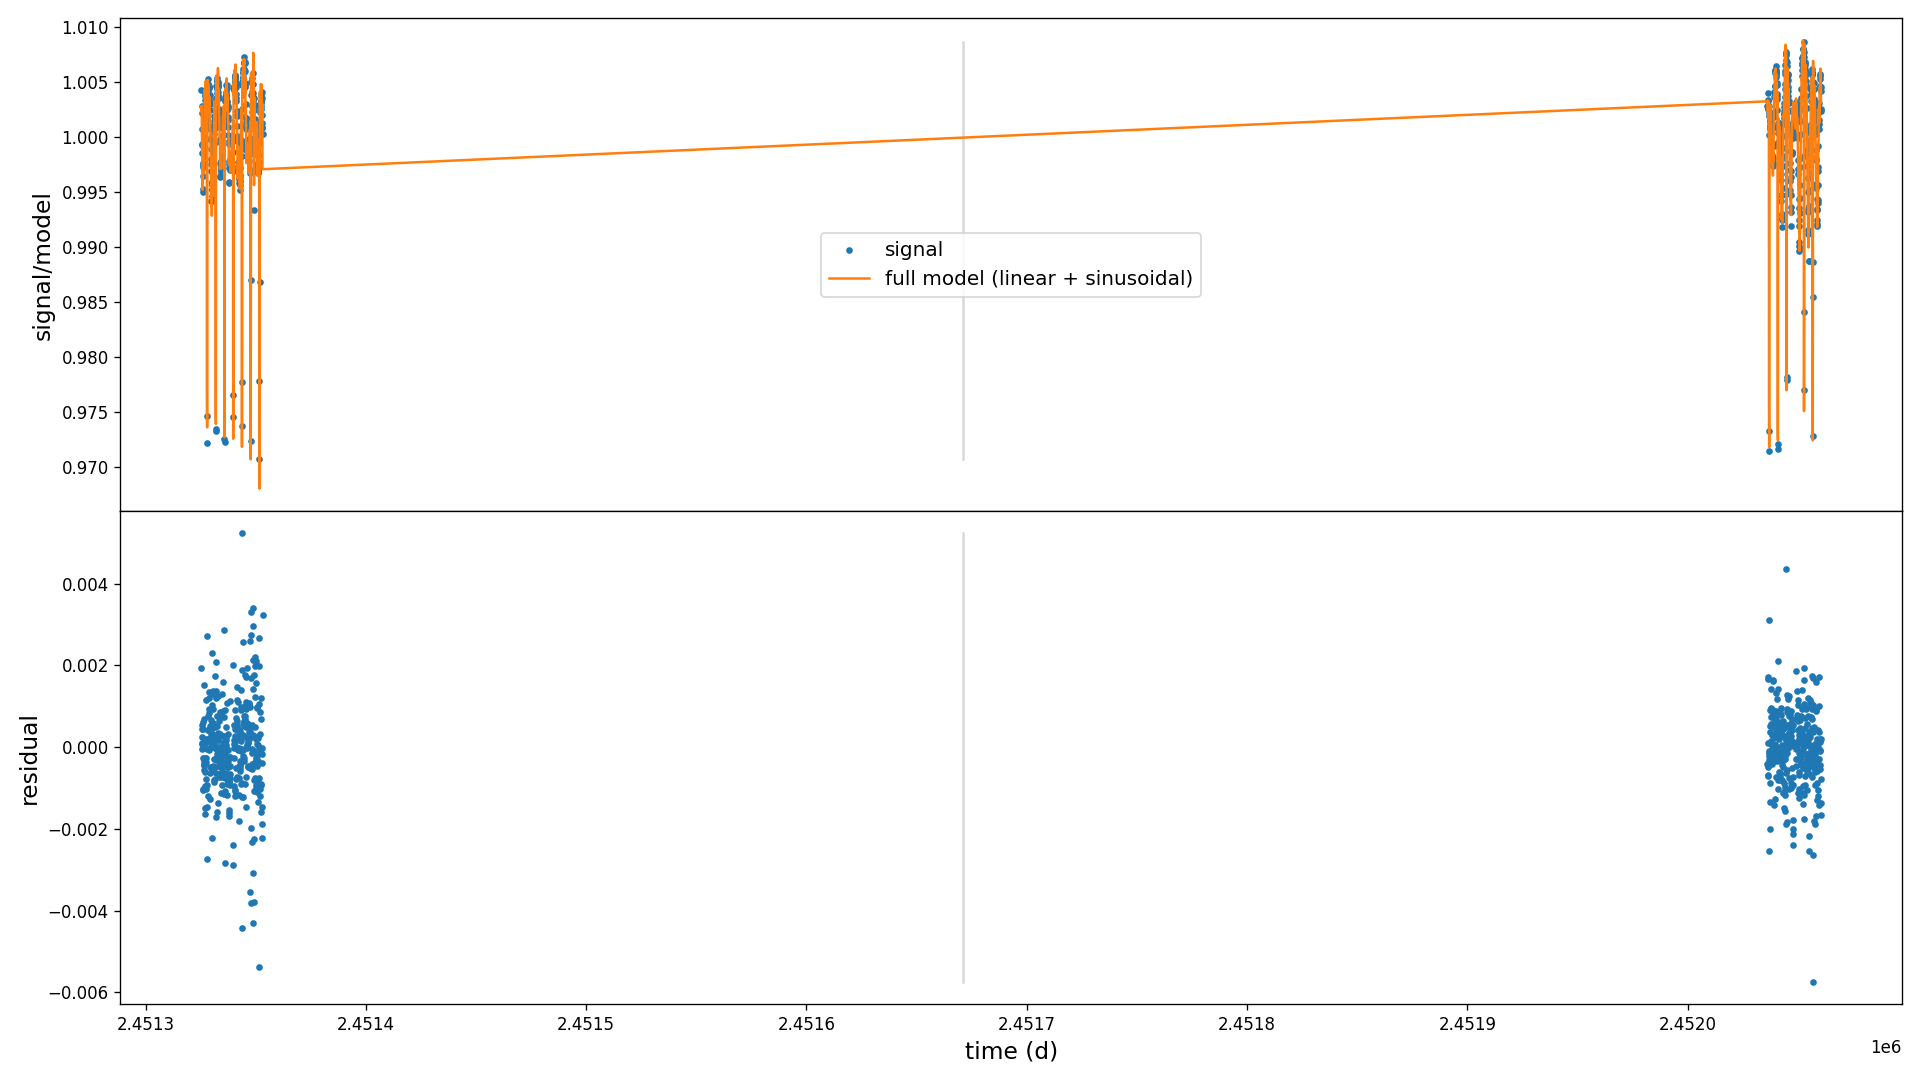 1.010
1.005
1.000
0.995
0.990
0.985
0.980
0.975
0.970
signal/model
signal
full model (linear + sinusoidal)
0.004
0.002
0.000
−0.002
−0.004
−0.006
residual
2.4513 2.4514 2.4515 2.4516 2.4517 2.4518 2.4519 2.4520
1e6
time (d)